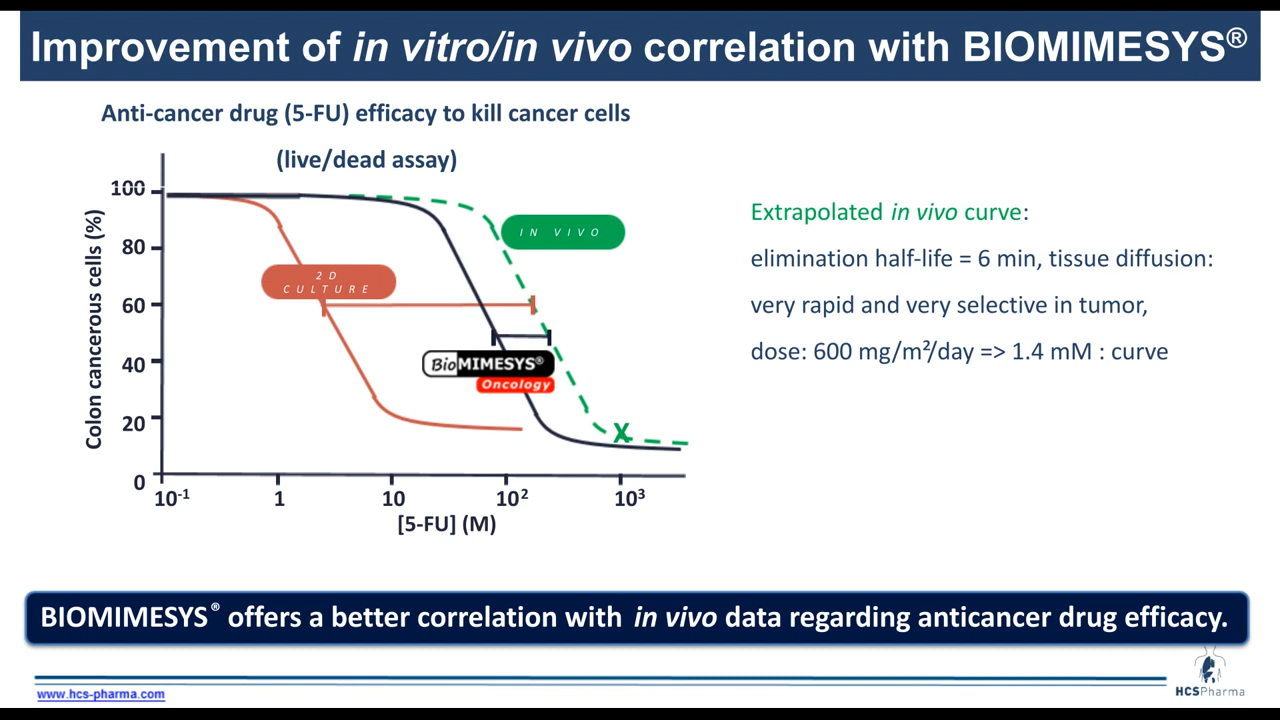 Improvement of in vitro/in vivo correlation with BIOMIMESYS®
Anti-cancer drug (5-FU) efficacy to kill cancer cells
(live/dead assay)
Colon cancerous cells (%)
100
80
60
40
20
0
10⁻¹
1
10
10²
10³
[5-FU] (M)
2D
CULTURE
IN VIVO
BioMIMESYS®
Oncology
X
Extrapolated in vivo curve:
elimination half-life = 6 min, tissue diffusion:
very rapid and very selective in tumor,
dose: 600 mg/m²/day => 1.4 mM : curve
BIOMIMESYS® offers a better correlation with in vivo data regarding anticancer drug efficacy.
www.hcs-pharma.com
HCSPharma